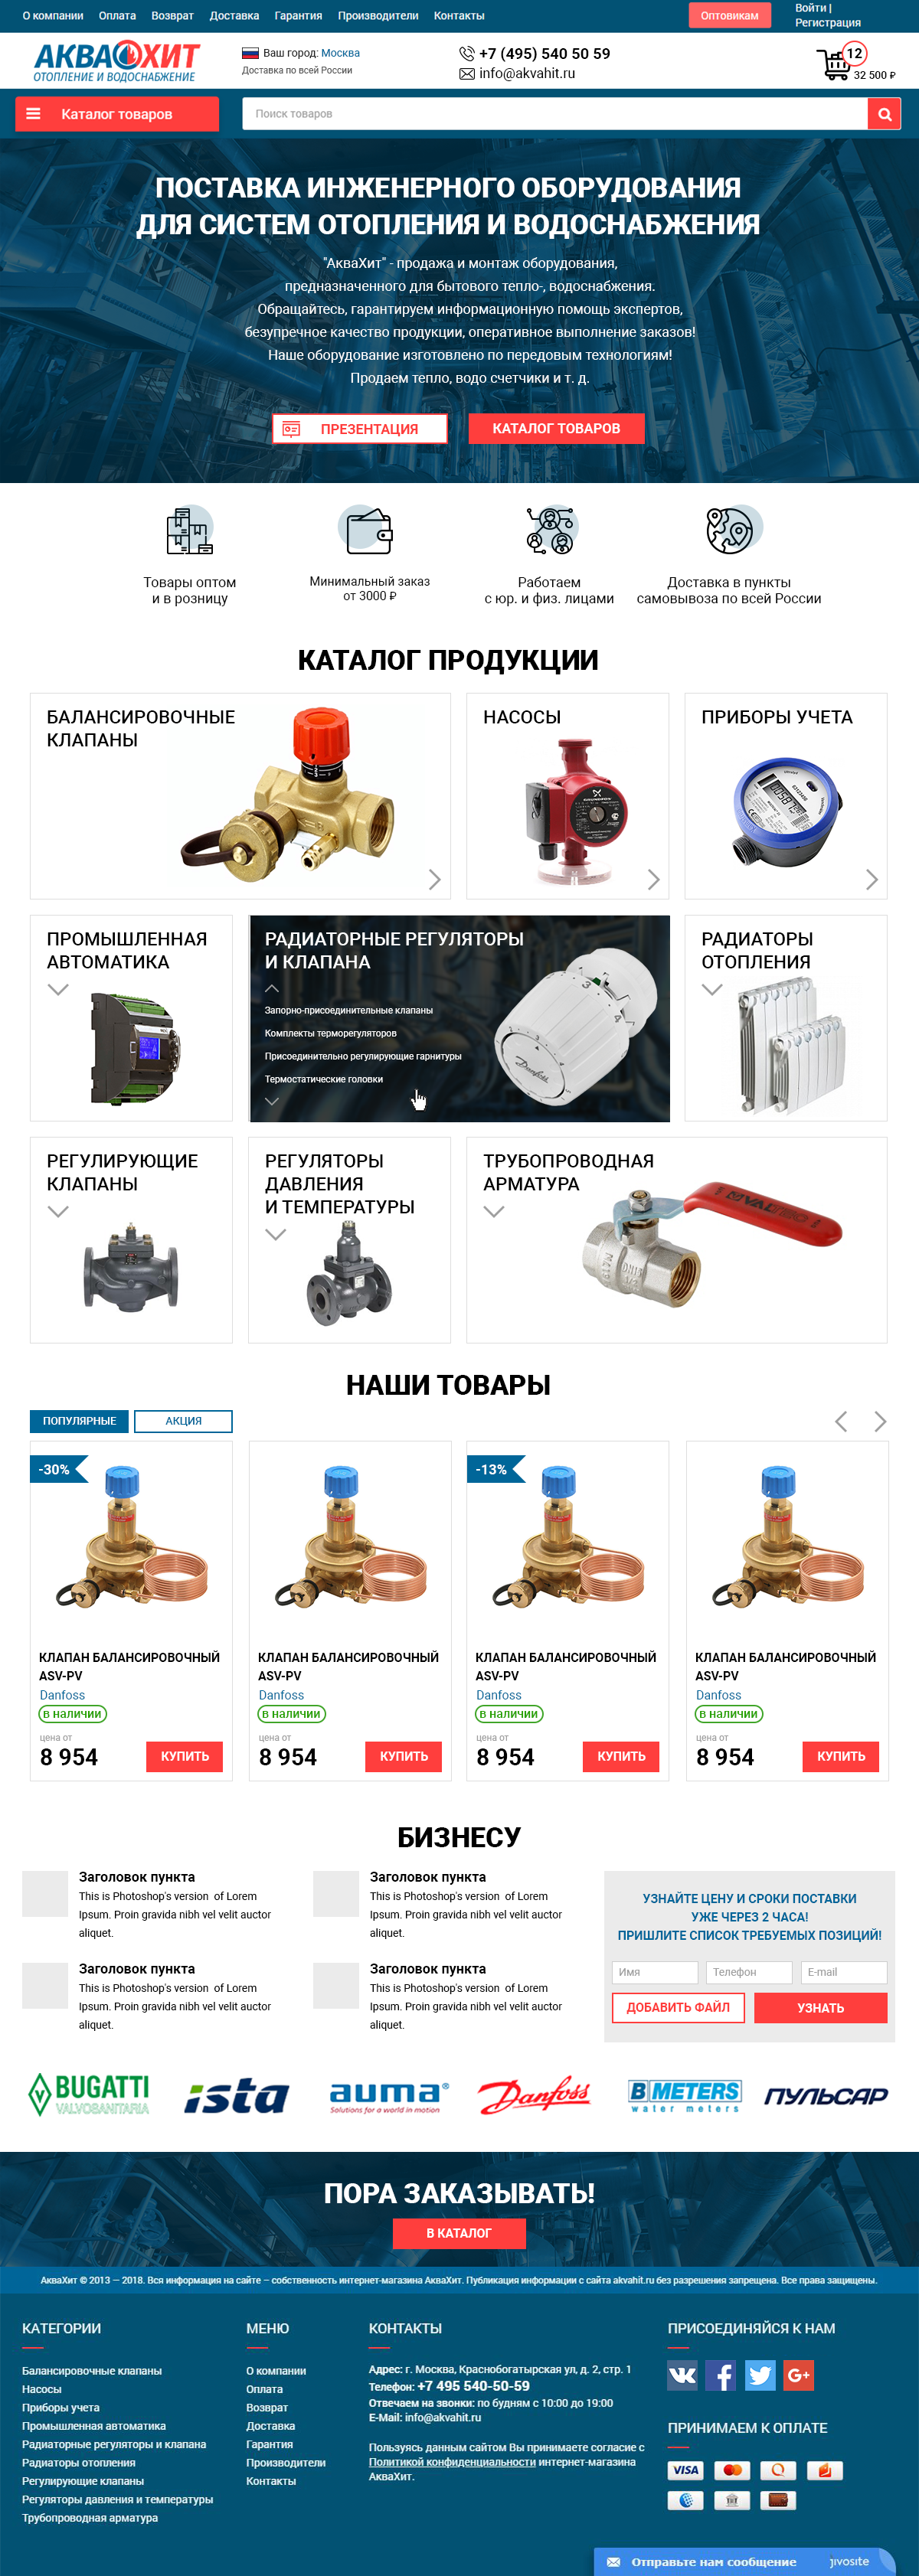 О компании Оплата Возврат Доставка Гарантия Производители Контакты
Оптовикам
Войти |
Регистрация
АКВАХИТ
ОТОПЛЕНИЕ И ВОДОСНАБЖЕНИЕ
Ваш город: Москва
Доставка по всей России
+7 (495) 540 50 59
info@akvahit.ru
12
32 500 ₽
Каталог товаров
Поиск товаров
ПОСТАВКА ИНЖЕНЕРНОГО ОБОРУДОВАНИЯ
ДЛЯ СИСТЕМ ОТОПЛЕНИЯ И ВОДОСНАБЖЕНИЯ
"АкваХит" - продажа и монтаж оборудования,
предназначенного для бытового тепло-, водоснабжения.
Обращайтесь, гарантируем информационную помощь экспертов,
безупречное качество продукции, оперативное выполнение заказов!
Наше оборудование изготовлено по передовым технологиям!
Продаем тепло, водо счетчики и т. д.
ПРЕЗЕНТАЦИЯ
КАТАЛОГ ТОВАРОВ
Товары оптом
и в розницу
Минимальный заказ
от 3000 ₽
Работаем
с юр. и физ. лицами
Доставка в пункты
самовывоза по всей России
КАТАЛОГ ПРОДУКЦИИ
БАЛАНСИРОВОЧНЫЕ
КЛАПАНЫ
НАСОСЫ
ПРИБОРЫ УЧЕТА
ПРОМЫШЛЕННАЯ
АВТОМАТИКА
РАДИАТОРНЫЕ РЕГУЛЯТОРЫ
И КЛАПАНА
Запорно-присоединительные клапаны
Комплекты терморегуляторов
Присоединительно регулирующие гарнитуры
Термостатические головки
Danfoss
РАДИАТОРЫ
ОТОПЛЕНИЯ
РЕГУЛИРУЮЩИЕ
КЛАПАНЫ
РЕГУЛЯТОРЫ
ДАВЛЕНИЯ
И ТЕМПЕРАТУРЫ
ТРУБОПРОВОДНАЯ
АРМАТУРА
VALTEC
НАШИ ТОВАРЫ
ПОПУЛЯРНЫЕ
АКЦИЯ
-30%
КЛАПАН БАЛАНСИРОВОЧНЫЙ
ASV-PV
Danfoss
в наличии
цена от
8 954
КУПИТЬ
КЛАПАН БАЛАНСИРОВОЧНЫЙ
ASV-PV
Danfoss
в наличии
цена от
8 954
КУПИТЬ
-13%
КЛАПАН БАЛАНСИРОВОЧНЫЙ
ASV-PV
Danfoss
в наличии
цена от
8 954
КУПИТЬ
КЛАПАН БАЛАНСИРОВОЧНЫЙ
ASV-PV
Danfoss
в наличии
цена от
8 954
КУПИТЬ
БИЗНЕСУ
Заголовок пункта
This is Photoshop's version of Lorem
Ipsum. Proin gravida nibh vel velit auctor
aliquet.
Заголовок пункта
This is Photoshop's version of Lorem
Ipsum. Proin gravida nibh vel velit auctor
aliquet.
Заголовок пункта
This is Photoshop's version of Lorem
Ipsum. Proin gravida nibh vel velit auctor
aliquet.
Заголовок пункта
This is Photoshop's version of Lorem
Ipsum. Proin gravida nibh vel velit auctor
aliquet.
УЗНАЙТЕ ЦЕНУ И СРОКИ ПОСТАВКИ
УЖЕ ЧЕРЕЗ 2 ЧАСА!
ПРИШЛИТЕ СПИСОК ТРЕБУЕМЫХ ПОЗИЦИЙ!
Имя
Телефон
E-mail
ДОБАВИТЬ ФАЙЛ
УЗНАТЬ
BUGATTI
VALVOSANITARIA
ista
auma
Solutions for a world in motion
Danfoss
B METERS
water meters
ПУЛЬСАР
ПОРА ЗАКАЗЫВАТЬ!
В КАТАЛОГ
АкваХит © 2013 — 2018. Вся информация на сайте – собственность интернет-магазина АкваХит. Публикация информации с сайта akvahit.ru без разрешения запрещена. Все права защищены.
КАТЕГОРИИ
Балансировочные клапаны
Насосы
Приборы учета
Промышленная автоматика
Радиаторные регуляторы и клапана
Радиаторы отопления
Регулирующие клапаны
Регуляторы давления и температуры
Трубопроводная арматура
МЕНЮ
О компании
Оплата
Возврат
Доставка
Гарантия
Производители
Контакты
КОНТАКТЫ
Адрес: г. Москва, Краснобогатырская ул, д. 2, стр. 1
Телефон: +7 495 540-50-59
Отвечаем на звонки: по будням с 10:00 до 19:00
E-Mail: info@akvahit.ru
Пользуясь данным сайтом Вы принимаете согласие с
Политикой конфиденциальности интернет-магазина
АкваХит.
ПРИСОЕДИНЯЙСЯ К НАМ
G+
ПРИНИМАЕМ К ОПЛАТЕ
VISA
Отправьте нам сообщение
jivosite